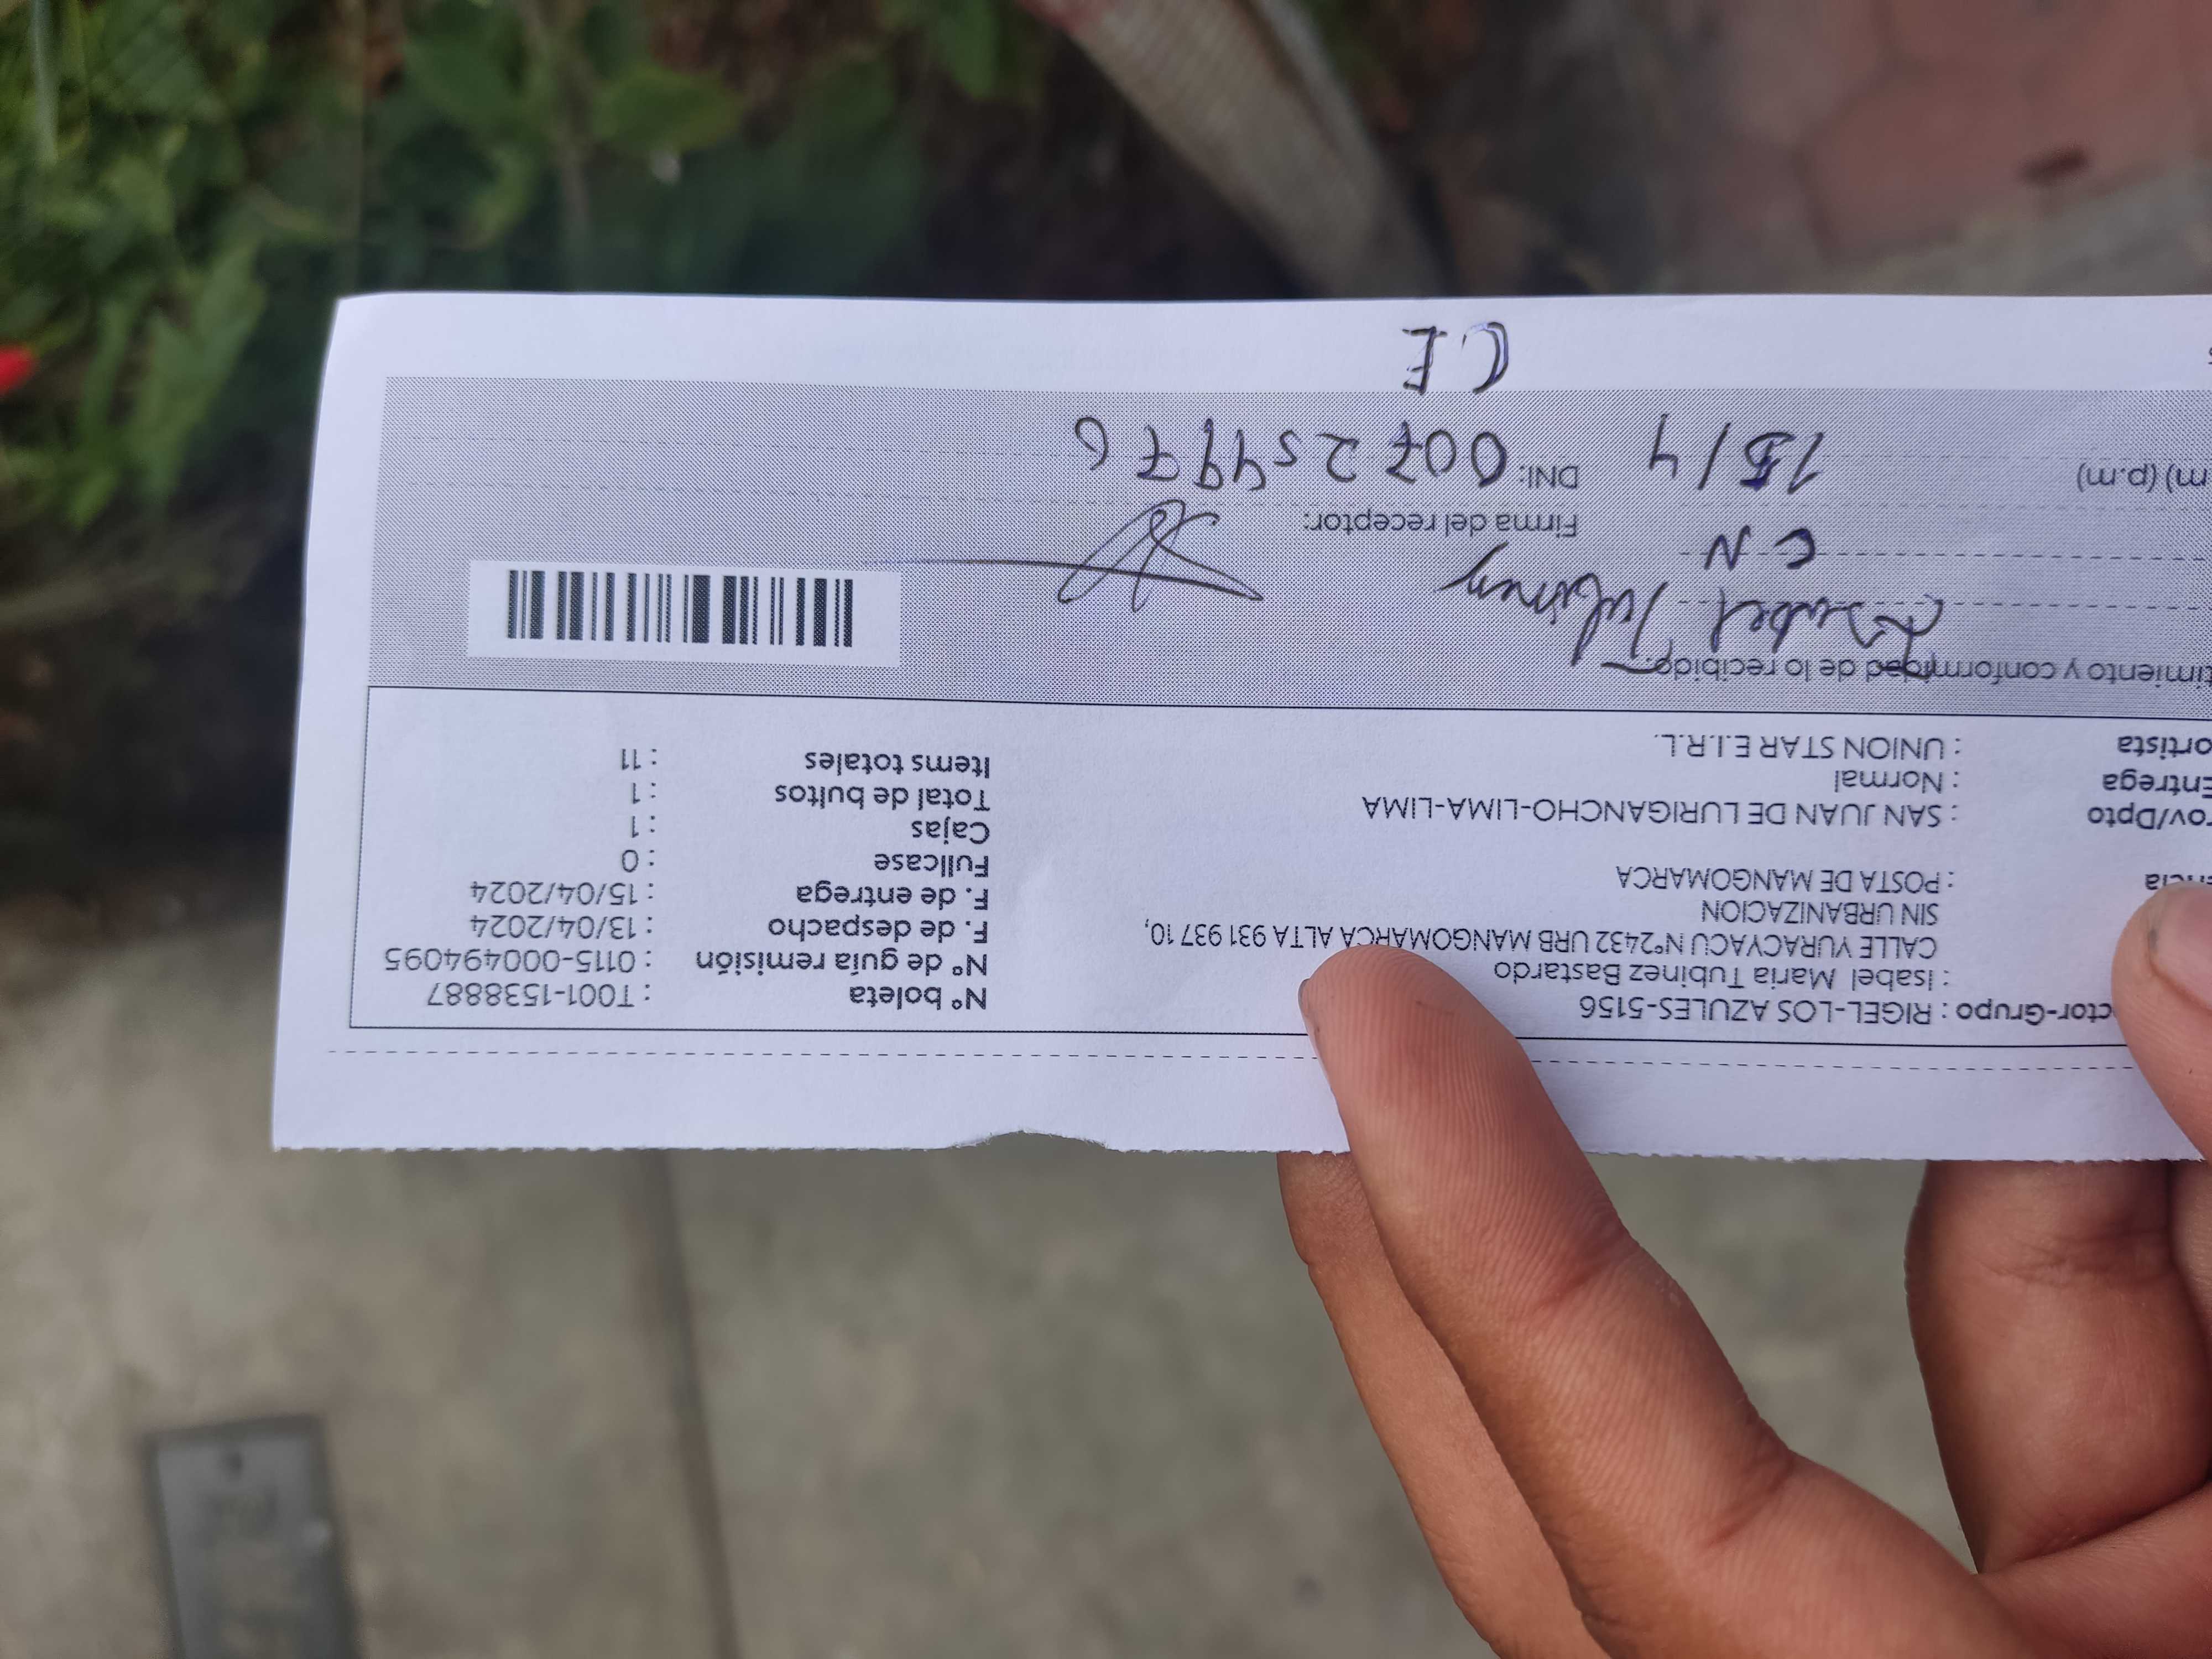 ctor-Grupo : RIGEL-LOS AZULES-5156
: Isabel Maria Tubinez Bastardo
CALLE YURACYACU N°2432 URB MANGOMARCA ALTA 931 937 10,
SIN URBANIZACION
ncia : POSTA DE MANGOMARCA
rov/Dpto : SAN JUAN DE LURIGANCHO-LIMA-LIMA
Entrega : Normal
ortista : UNION STAR E.I.R.L.
N° boleta : T001-1538887
N° de guía remisión : 0115-000494095
F. de despacho : 13/04/2024
F. de entrega : 15/04/2024
Fullcase : 0
Cajas : 1
Total de bultos : 1
Items totales : 11
timiento y conformidad de lo recibido:
Isabel Tubinez
C N
Firma del receptor:
m) (p.m) 15/4
DNI: 007254976
C.E